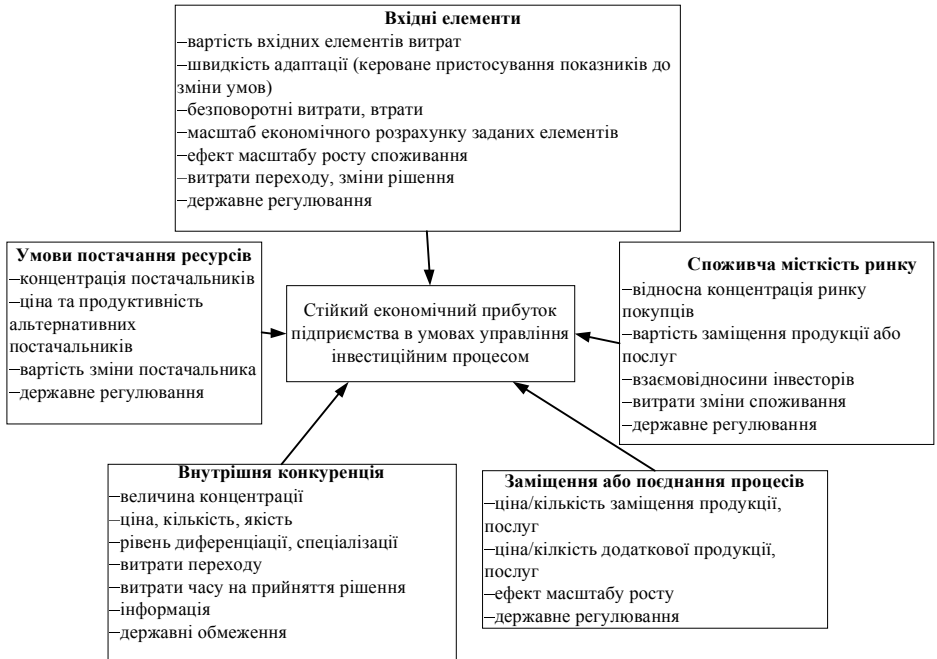 Вхідні елементи
–вартість вхідних елементів витрат
–швидкість адаптації (кероване пристосування показників до
зміни умов)
–безповоротні витрати, втрати
–масштаб економічного розрахунку заданих елементів
–ефект масштабу росту споживання
–витрати переходу, зміни рішення
–державне регулювання
Умови постачання ресурсів
–концентрація постачальників
–ціна та продуктивність
альтернативних
постачальників
–вартість зміни постачальника
–державне регулювання
Стійкий економічний прибуток
підприємства в умовах управління
інвестиційним процесом
Споживча місткість ринку
–відносна концентрація ринку
покупців
–вартість заміщення продукції або
послуг
–взаємовідносини інвесторів
–витрати зміни споживання
–державне регулювання
Внутрішня конкуренція
–величина концентрації
–ціна, кількість, якість
–рівень диференціації, спеціалізації
–витрати переходу
–витрати часу на прийняття рішення
–інформація
–державні обмеження
Заміщення або поєднання процесів
–ціна/кількість заміщення продукції,
послуг
–ціна/кілкість додаткової продукції,
послуг
–ефект масштабу росту
–державне регулювання